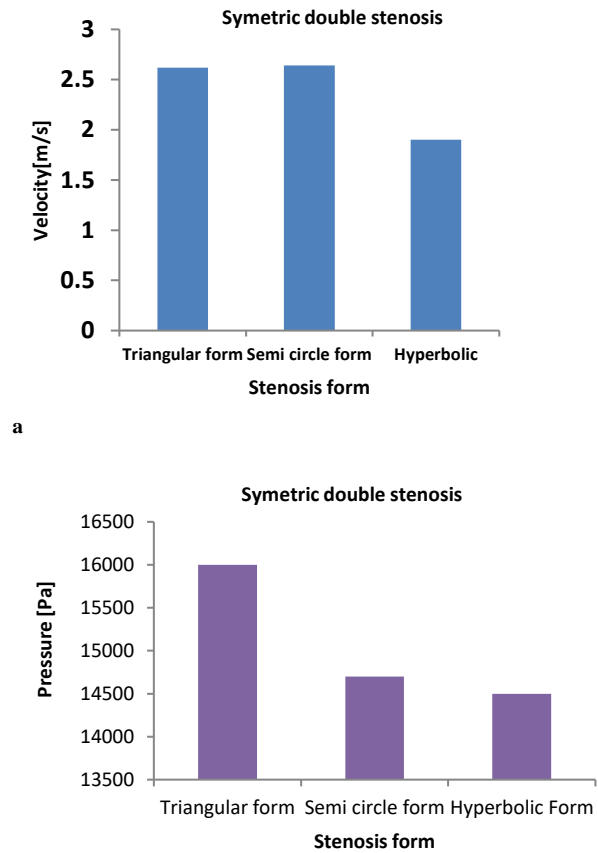 Symetric double stenosis
3
2.5
2
1.5
1
0.5
0
Velocity[m/s]
Triangular form Semi circle form Hyperbolic
Stenosis form
a
Symetric double stenosis
16500
16000
15500
15000
14500
14000
13500
Pressure [Pa]
Triangular form Semi circle form Hyperbolic Form
Stenosis form